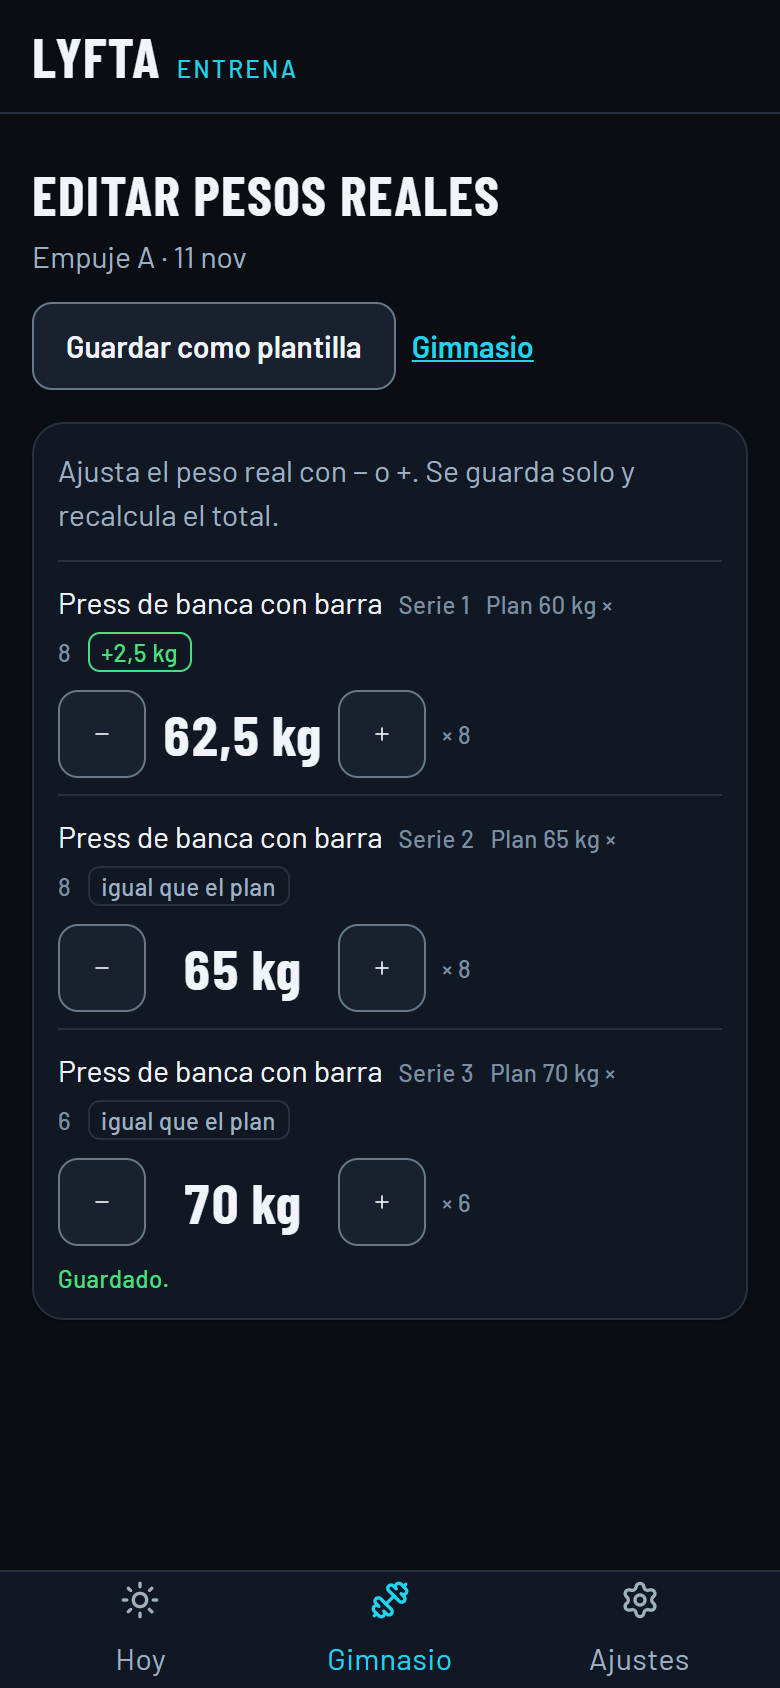 LYFTA ENTRENA
EDITAR PESOS REALES
Empuje A · 11 nov
Guardar como plantilla Gimnasio
Ajusta el peso real con − o +. Se guarda solo y
recalcula el total.
Press de banca con barra Serie 1 Plan 60 kg ×
8 +2,5 kg
− 62,5 kg + × 8
Press de banca con barra Serie 2 Plan 65 kg ×
8 igual que el plan
− 65 kg + × 8
Press de banca con barra Serie 3 Plan 70 kg ×
6 igual que el plan
− 70 kg + × 6
Guardado.
Hoy Gimnasio Ajustes